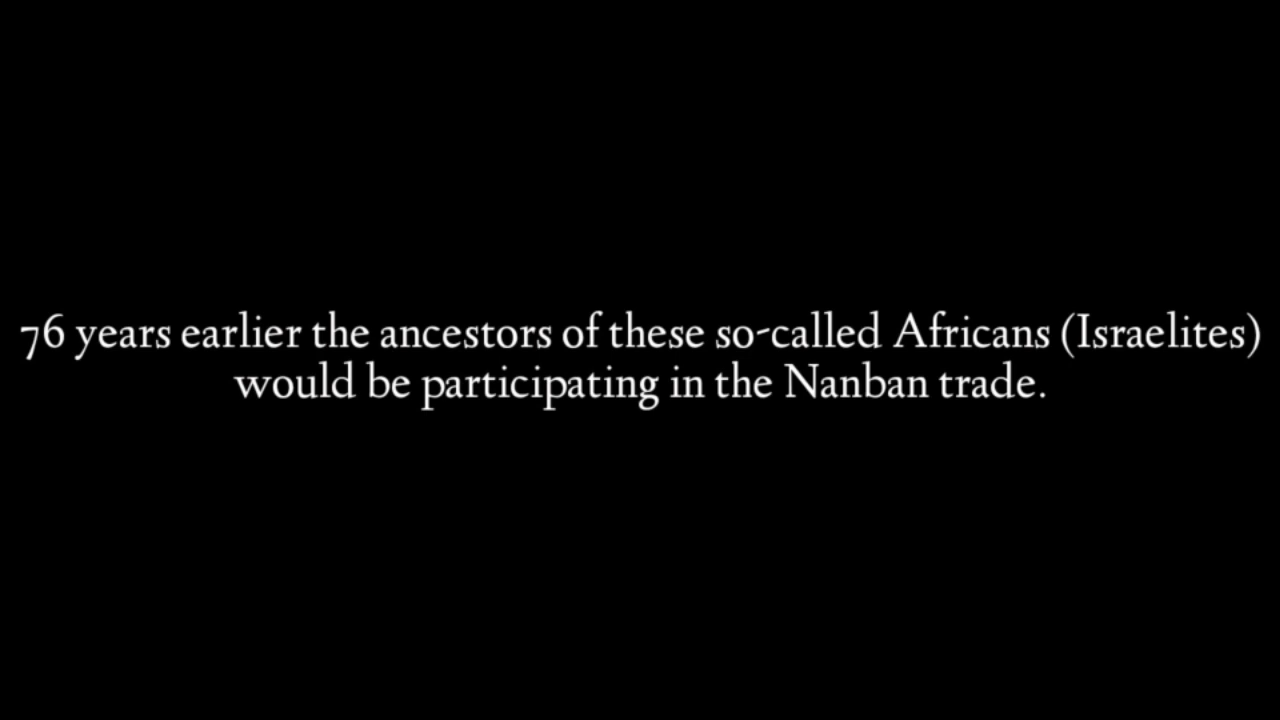 76 years earlier the ancestors of these so-called Africans (Israelites)
would be participating in the Nanban trade.